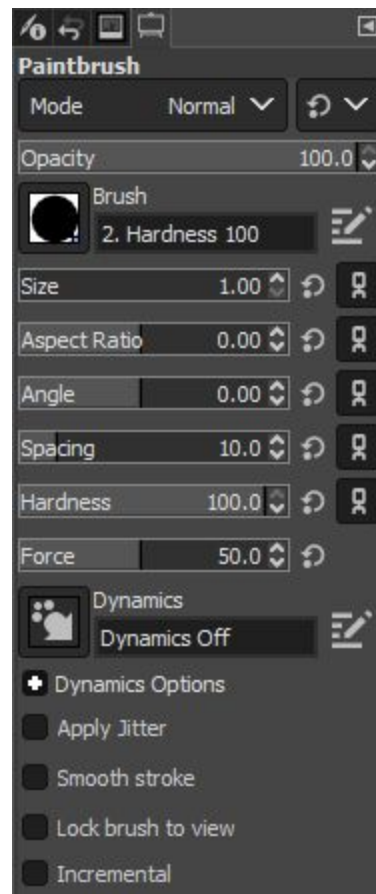 Paintbrush
Mode Normal
Opacity 100.0
Brush
2. Hardness 100
Size 1.00
Aspect Ratio 0.00
Angle 0.00
Spacing 10.0
Hardness 100.0
Force 50.0
Dynamics
Dynamics Off
Dynamics Options
Apply Jitter
Smooth stroke
Lock brush to view
Incremental